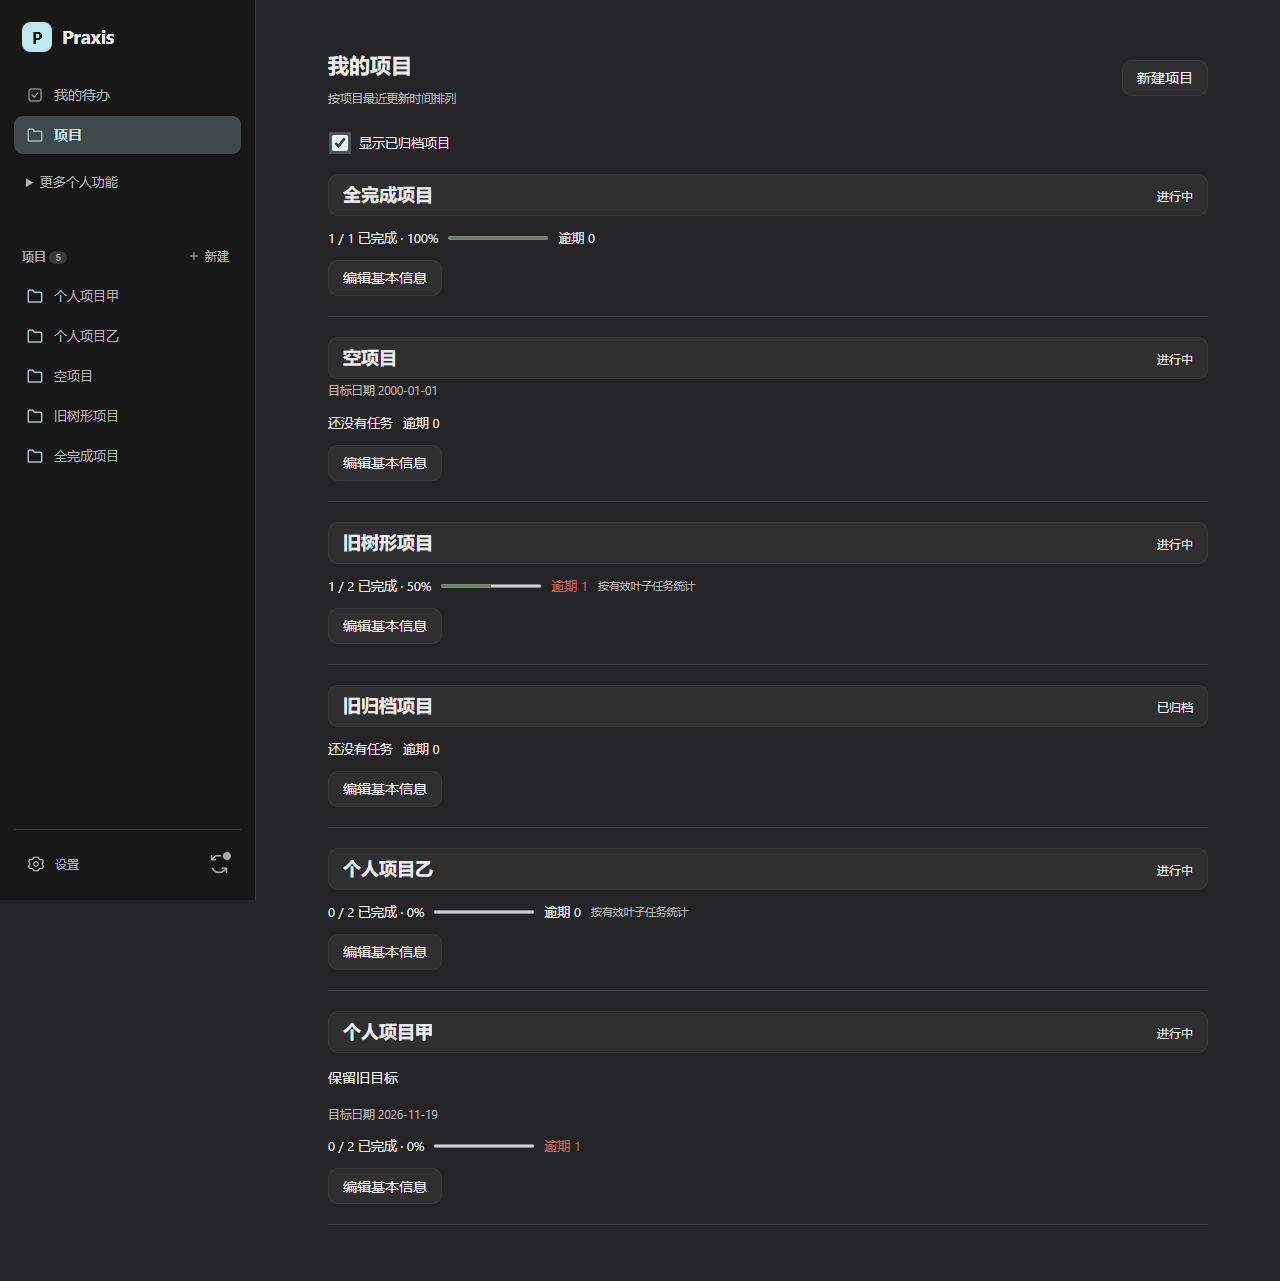 P Praxis
我的待办
项目
更多个人功能
项目 5 + 新建
个人项目甲
个人项目乙
空项目
旧树形项目
全完成项目
设置
我的项目
新建项目
按项目最近更新时间排列
显示已归档项目
全完成项目 进行中
1 / 1 已完成 · 100% 逾期 0
编辑基本信息
空项目 进行中
目标日期 2000-01-01
还没有任务 逾期 0
编辑基本信息
旧树形项目 进行中
1 / 2 已完成 · 50% 逾期 1 按有效叶子任务统计
编辑基本信息
旧归档项目 已归档
还没有任务 逾期 0
编辑基本信息
个人项目乙 进行中
0 / 2 已完成 · 0% 逾期 0 按有效叶子任务统计
编辑基本信息
个人项目甲 进行中
保留旧目标
目标日期 2026-11-19
0 / 2 已完成 · 0% 逾期 1
编辑基本信息